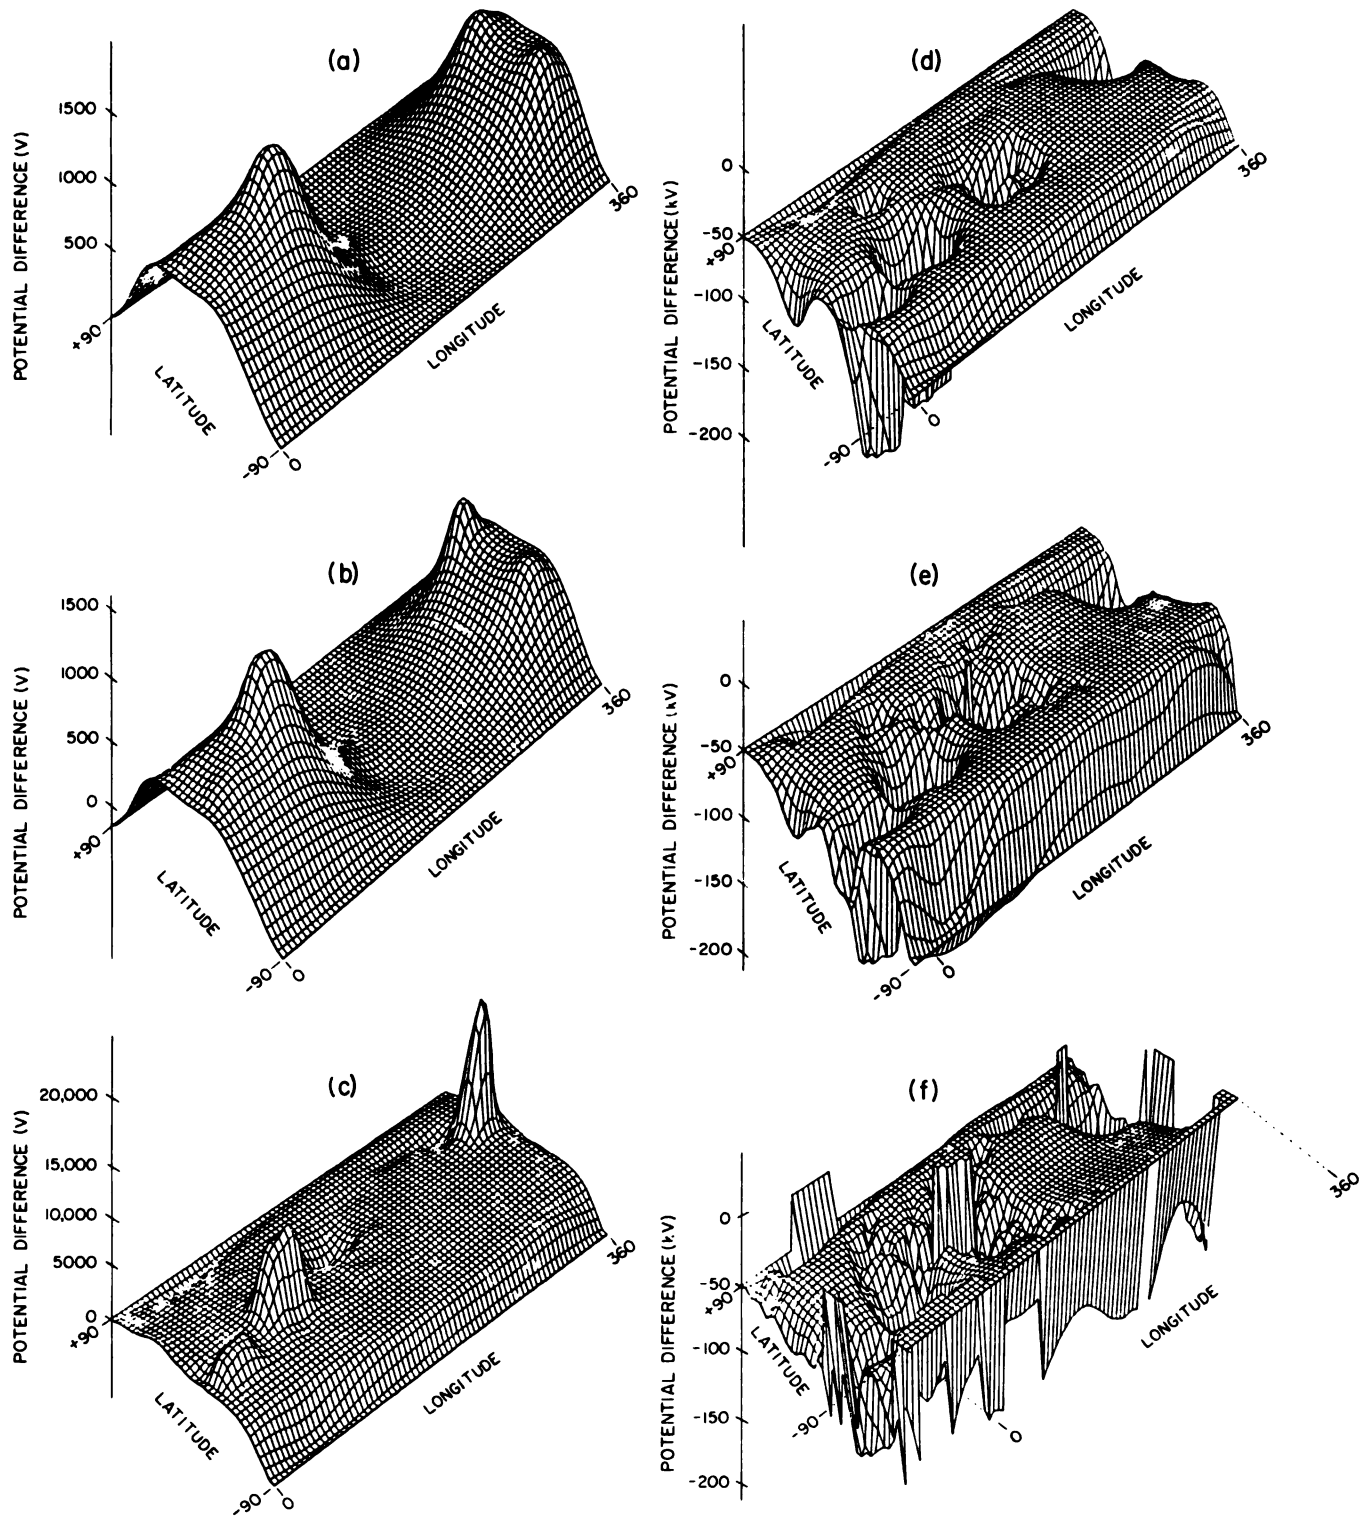 (a)
POTENTIAL DIFFERENCE (V)
1500
1000
500
+90
LATITUDE
-90
0
LONGITUDE
360
(b)
POTENTIAL DIFFERENCE (V)
1500
1000
500
0
+90
LATITUDE
-90
0
LONGITUDE
360
(c)
POTENTIAL DIFFERENCE (V)
20,000
15,000
10,000
5000
0
+90
LATITUDE
-90
0
LONGITUDE
360
(d)
POTENTIAL DIFFERENCE (kV)
0
-50
-100
-150
-200
+90
LATITUDE
-90
0
LONGITUDE
360
(e)
POTENTIAL DIFFERENCE (kV)
0
-50
-100
-150
-200
+90
LATITUDE
-90
0
LONGITUDE
360
(f)
POTENTIAL DIFFERENCE (kV)
0
-50
-100
-150
-200
+90
LATITUDE
-90
0
LONGITUDE
360